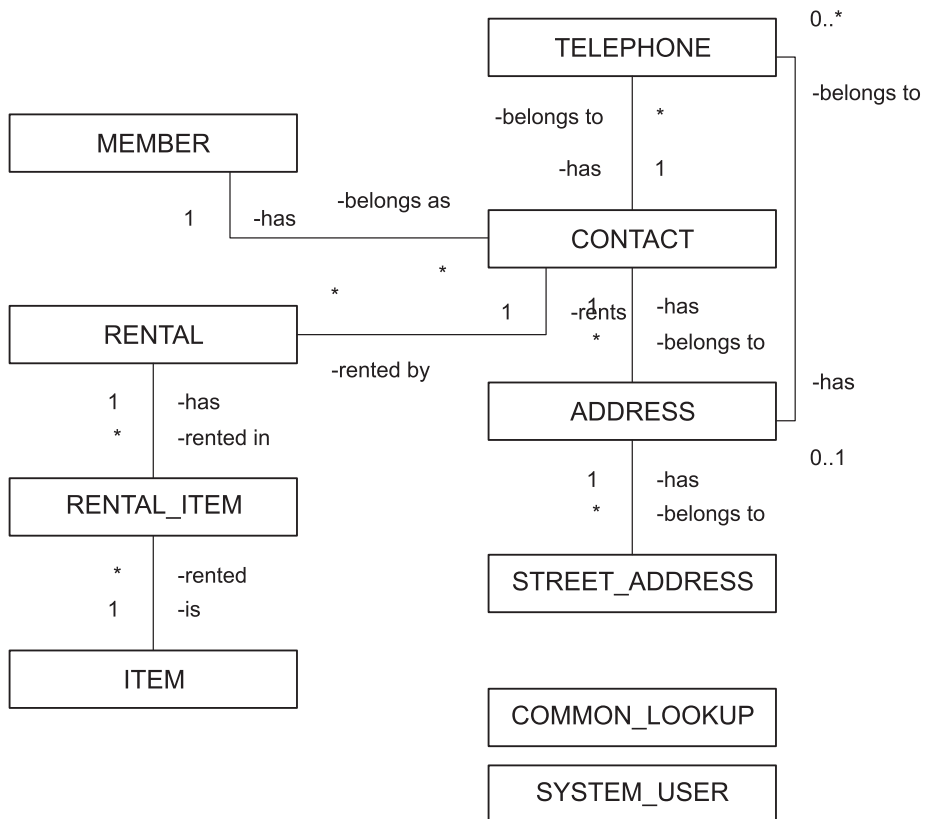 0..*
TELEPHONE
-belongs to
-belongs to *
MEMBER
-has 1
-belongs as
1 -has
CONTACT
*
*
1 -rents
1 -has
RENTAL
* -belongs to
-rented by
-has
1 -has
ADDRESS
* -rented in
0..1
1 -has
RENTAL_ITEM
* -belongs to
* -rented
STREET_ADDRESS
1 -is
ITEM
COMMON_LOOKUP
SYSTEM_USER